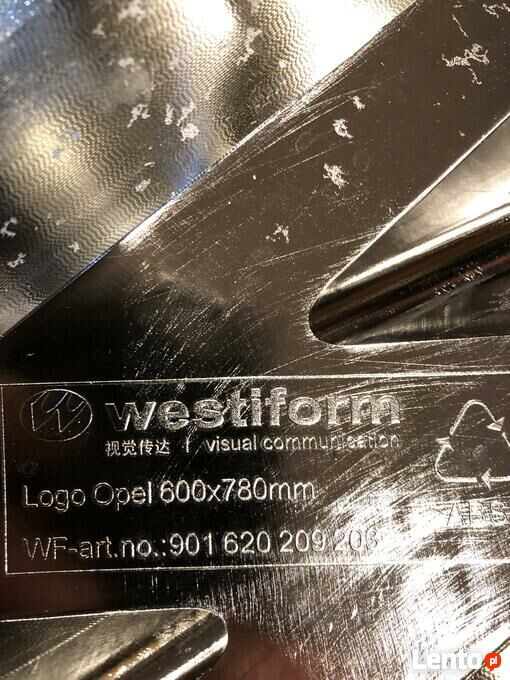 westiform
视觉传达 | visual communication
Logo Opel 600x780mm
WF-art.no.:901 620 209 206
ABS
Lento.pl